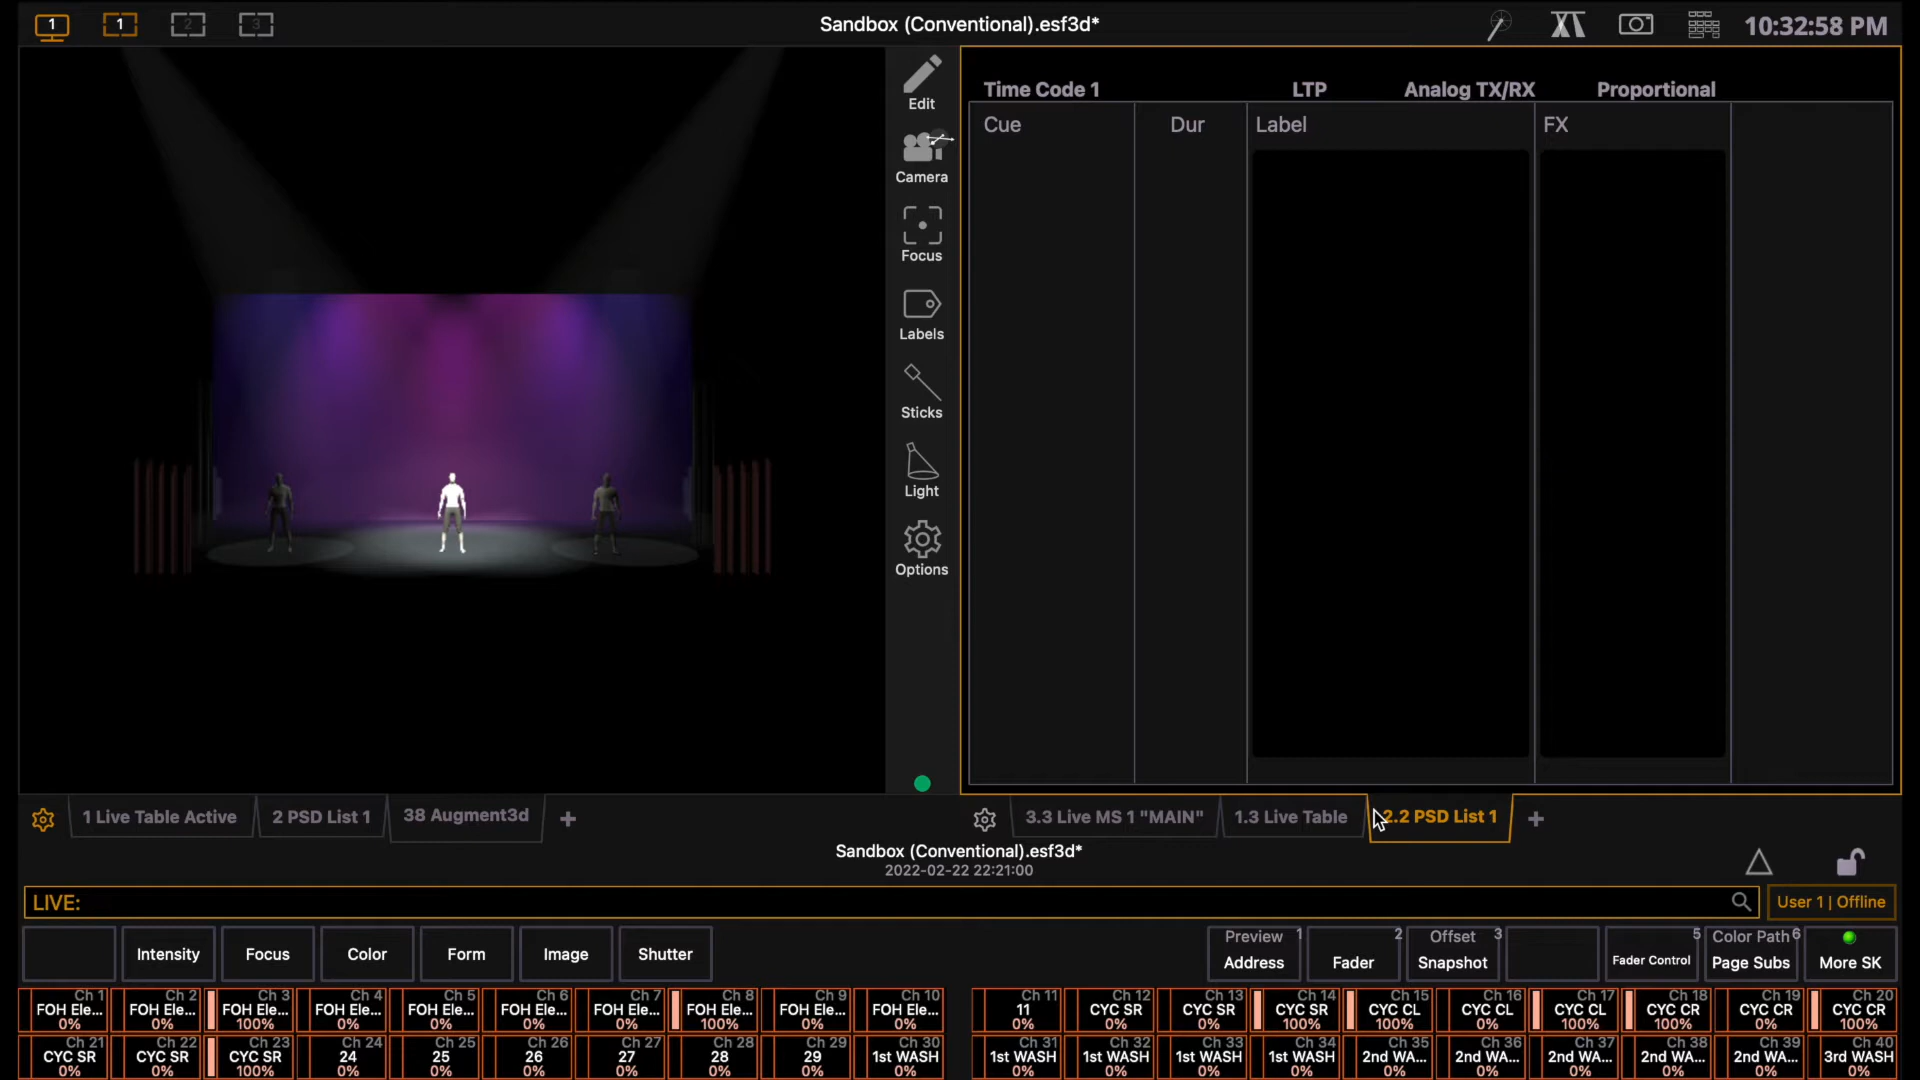 1 1 2 3 Sandbox (Conventional).esf3d* 10:32:58 PM
Edit
Camera
Focus
Labels
Sticks
Light
Options
Time Code 1 LTP Analog TX/RX Proportional
Cue Dur Label FX
1 Live Table Active 2 PSD List 1 38 Augment3d + 3.3 Live MS 1 "MAIN" 1.3 Live Table 2.2 PSD List 1 +
Sandbox (Conventional).esf3d*
2022-02-22 22:21:00
LIVE: User 1 | Offline
Intensity Focus Color Form Image Shutter
Preview 1 2 Offset 3 5 Color Path 6
Address Fader Snapshot Fader Control Page Subs More SK
Ch 1 Ch 2 Ch 3 Ch 4 Ch 5 Ch 6 Ch 7 Ch 8 Ch 9 Ch 10 Ch 11 Ch 12 Ch 13 Ch 14 Ch 15 Ch 16 Ch 17 Ch 18 Ch 19 Ch 20
FOH Ele... FOH Ele... FOH Ele... FOH Ele... FOH Ele... FOH Ele... FOH Ele... FOH Ele... FOH Ele... FOH Ele... 11 CYC SR CYC SR CYC SR CYC CL CYC CL CYC CL CYC CR CYC CR CYC CR
0% 0% 100% 0% 0% 0% 0% 100% 0% 0% 0% 0% 0% 100% 100% 0% 100% 100% 0% 100%
Ch 21 Ch 22 Ch 23 Ch 24 Ch 25 Ch 26 Ch 27 Ch 28 Ch 29 Ch 30 Ch 31 Ch 32 Ch 33 Ch 34 Ch 35 Ch 36 Ch 37 Ch 38 Ch 39 Ch 40
CYC SR CYC SR CYC SR 24 25 26 27 28 29 1st WASH 1st WASH 1st WASH 1st WASH 1st WASH 2nd WA... 2nd WA... 2nd WA... 2nd WA... 2nd WA... 3rd WASH
0% 0% 100% 0% 0% 0% 0% 0% 0% 0% 0% 0% 0% 0% 0% 0% 0% 0% 0% 0%